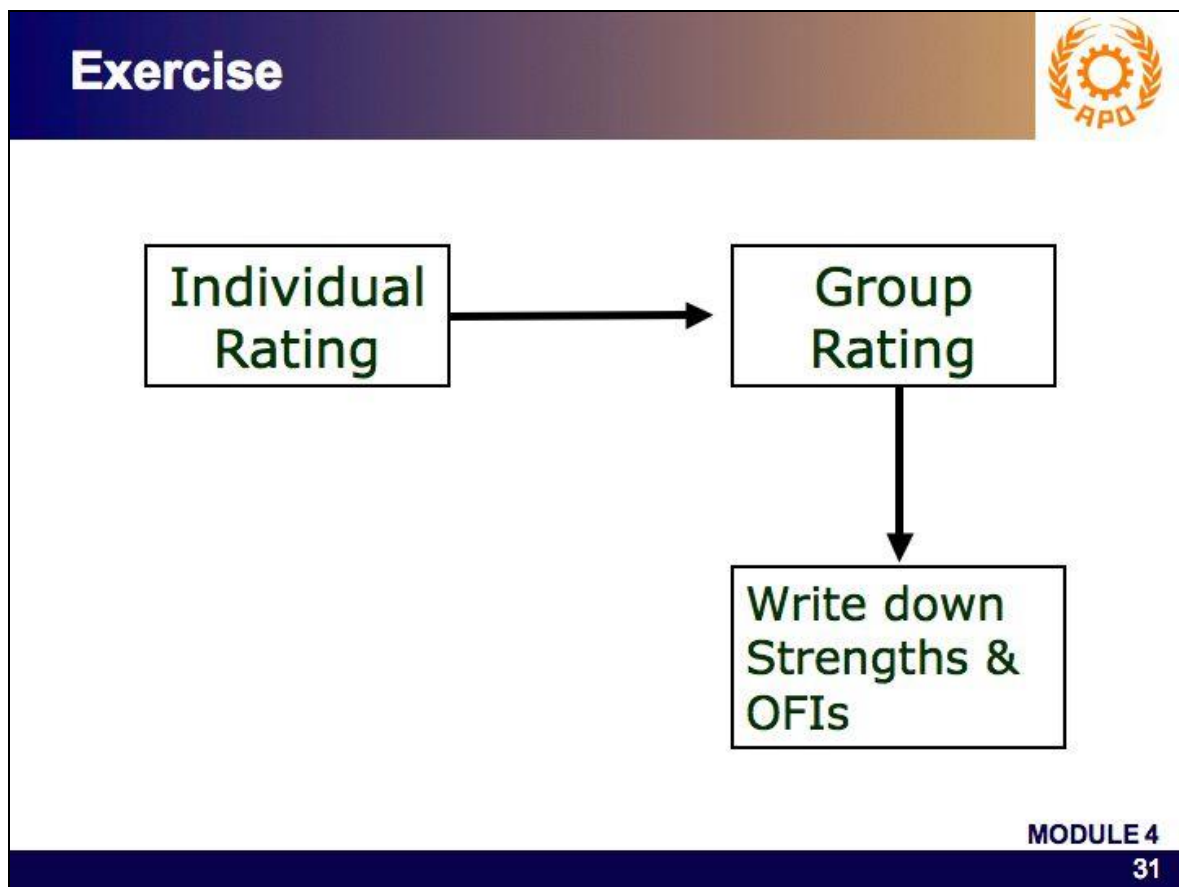 Exercise
APO
Individual
Rating
Group
Rating
Write down
Strengths &
OFIs
MODULE 4
31